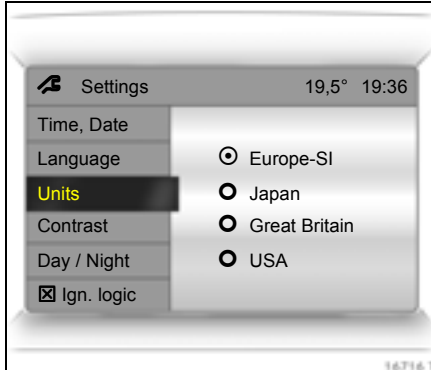 Settings 19,5° 19:36
Time, Date
Language
Units
Contrast
Day / Night
Ign. logic
Europe-SI
Japan
Great Britain
USA